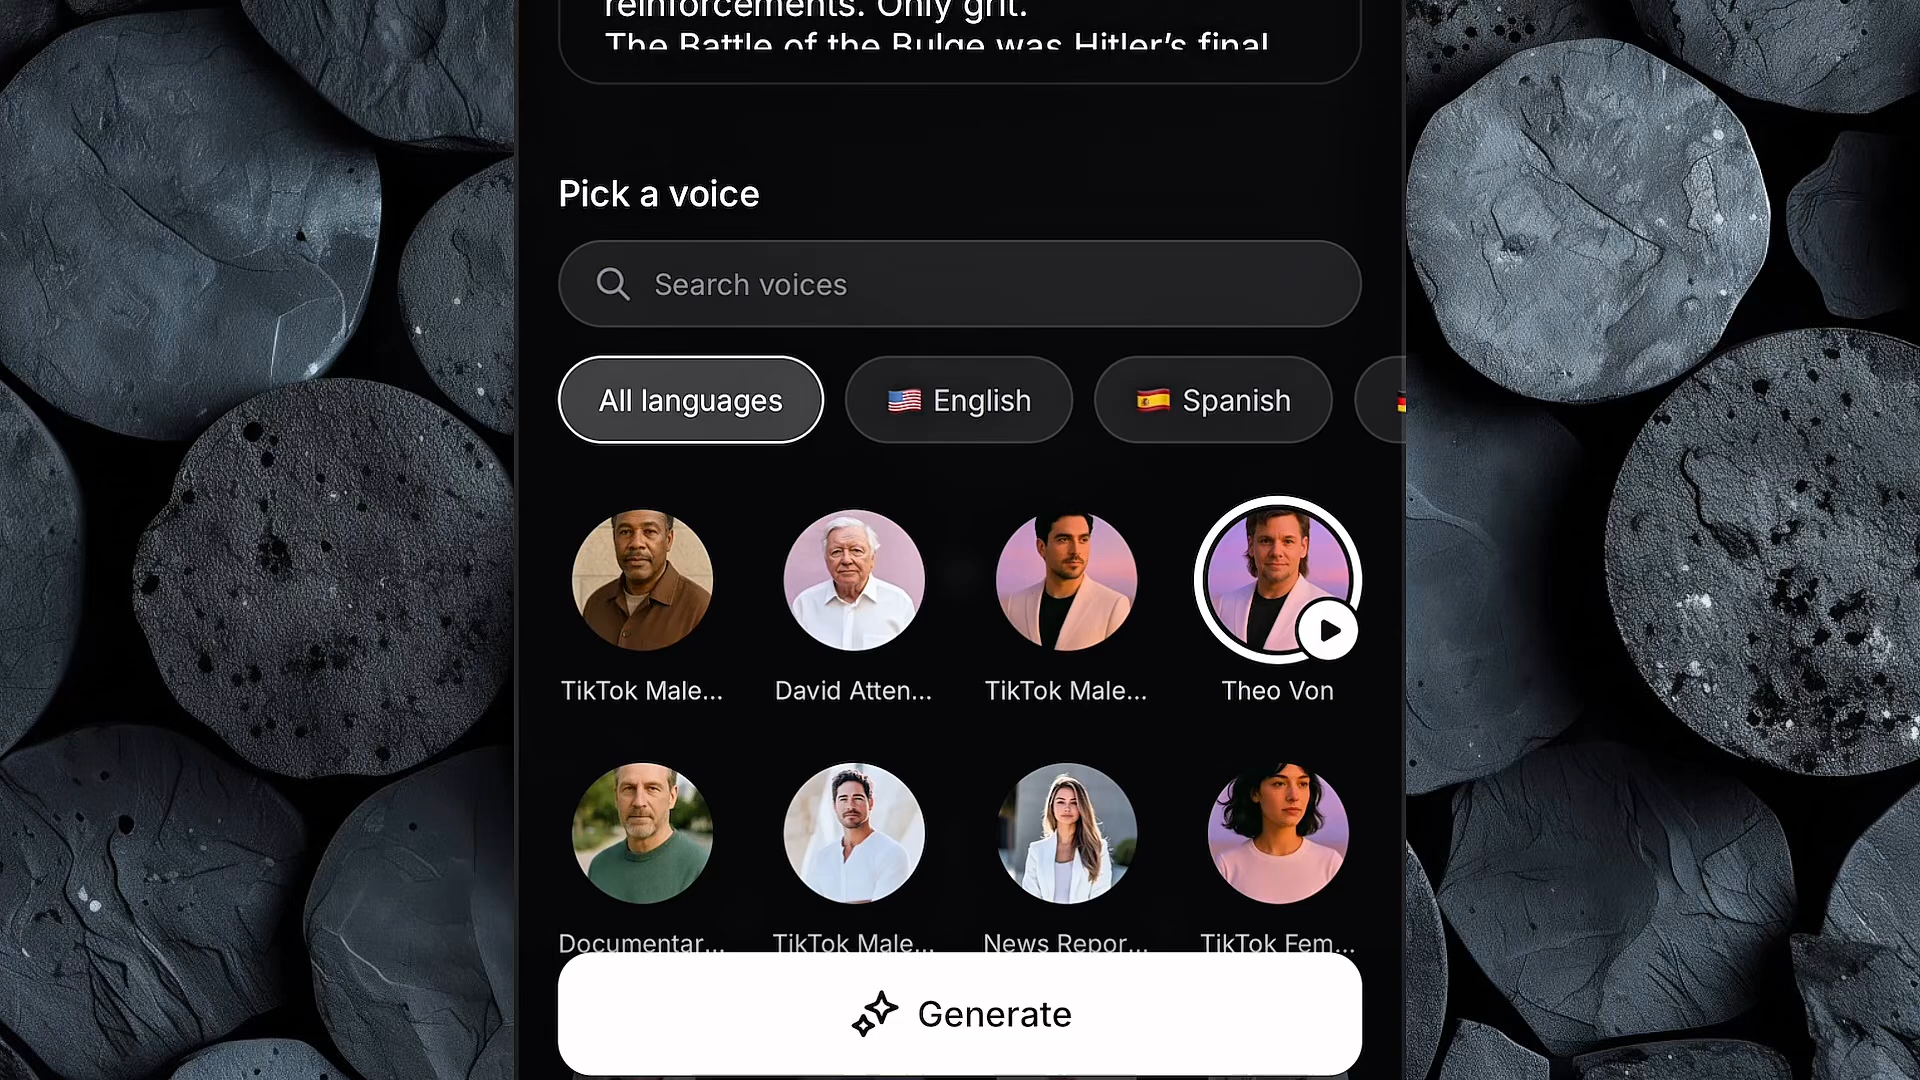 reinforcements. Only grit.
The Battle of the Bulge was Hitler's final
Pick a voice
Search voices
All languages
English
Spanish
TikTok Male...
David Atten...
TikTok Male...
Theo Von
Documentar...
TikTok Male...
News Repor...
TikTok Fem...
Generate